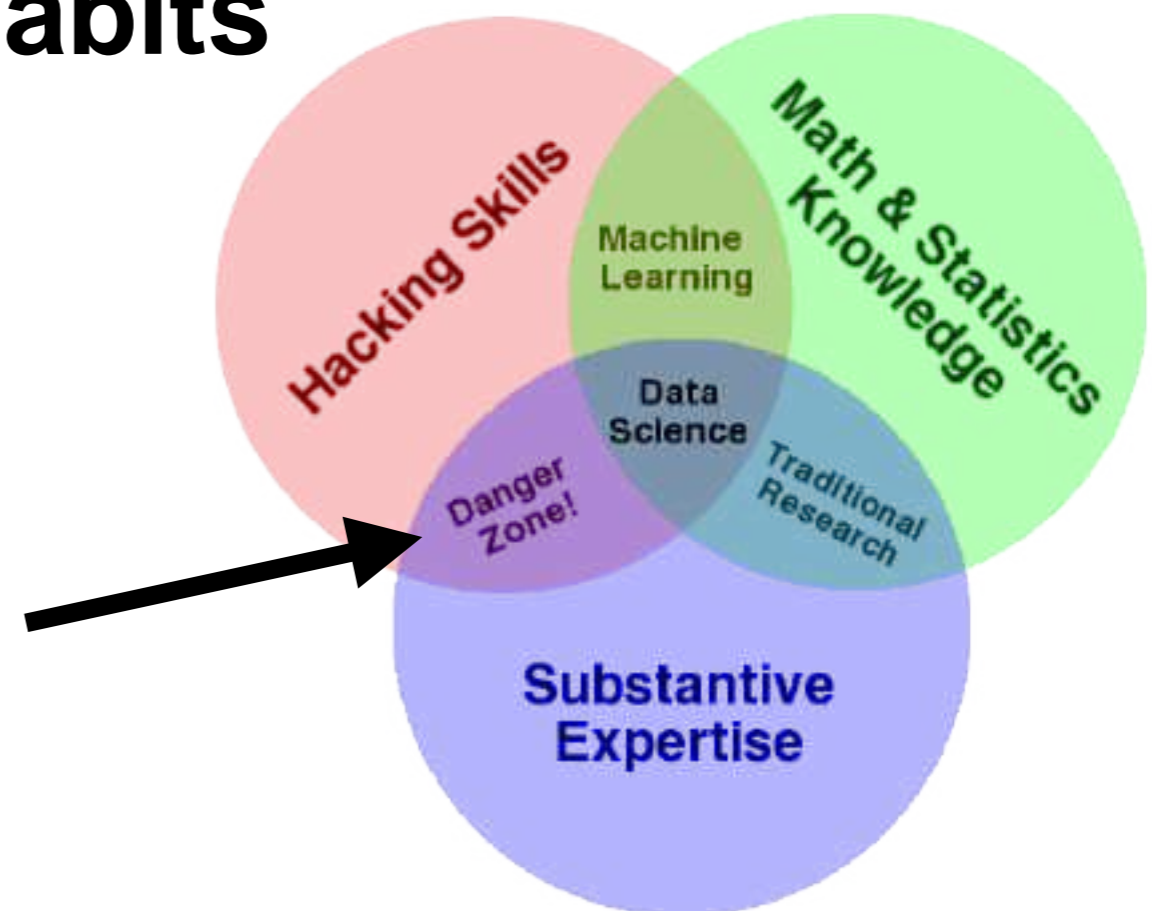 abits
Hacking Skills
Math & Statistics
Knowledge
Machine
Learning
Data
Science
Danger
Zone!
Traditional
Research
Substantive
Expertise